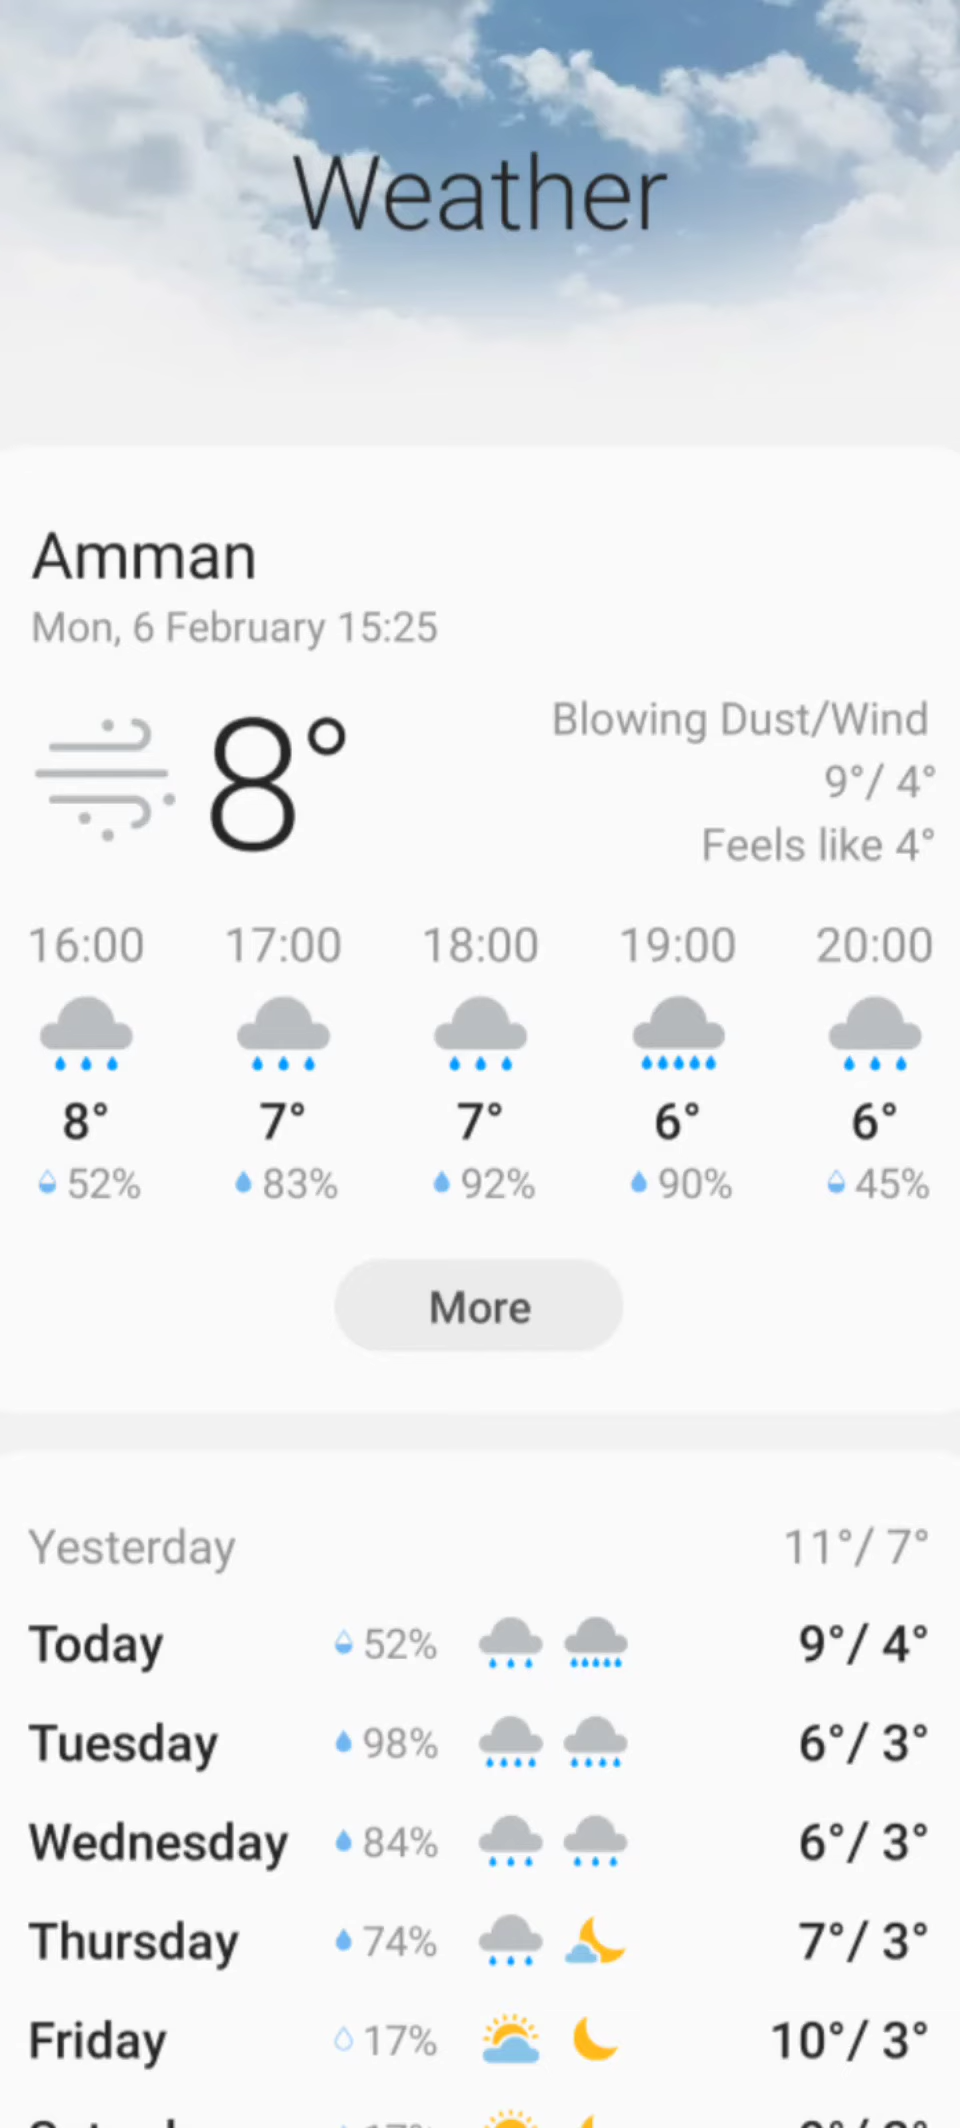 Weather
Amman
Mon, 6 February 15:25
8°
Blowing Dust/Wind
9°/ 4°
Feels like 4°
16:00 17:00 18:00 19:00 20:00
8° 7° 7° 6° 6°
52% 83% 92% 90% 45%
More
Yesterday 11°/ 7°
Today 52% 9°/ 4°
Tuesday 98% 6°/ 3°
Wednesday 84% 6°/ 3°
Thursday 74% 7°/ 3°
Friday 17% 10°/ 3°